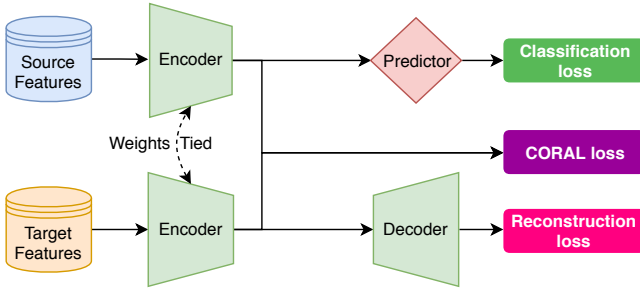 Source
Features
Encoder
Predictor
Classification
loss
Weights Tied
CORAL loss
Target
Features
Encoder
Decoder
Reconstruction
loss